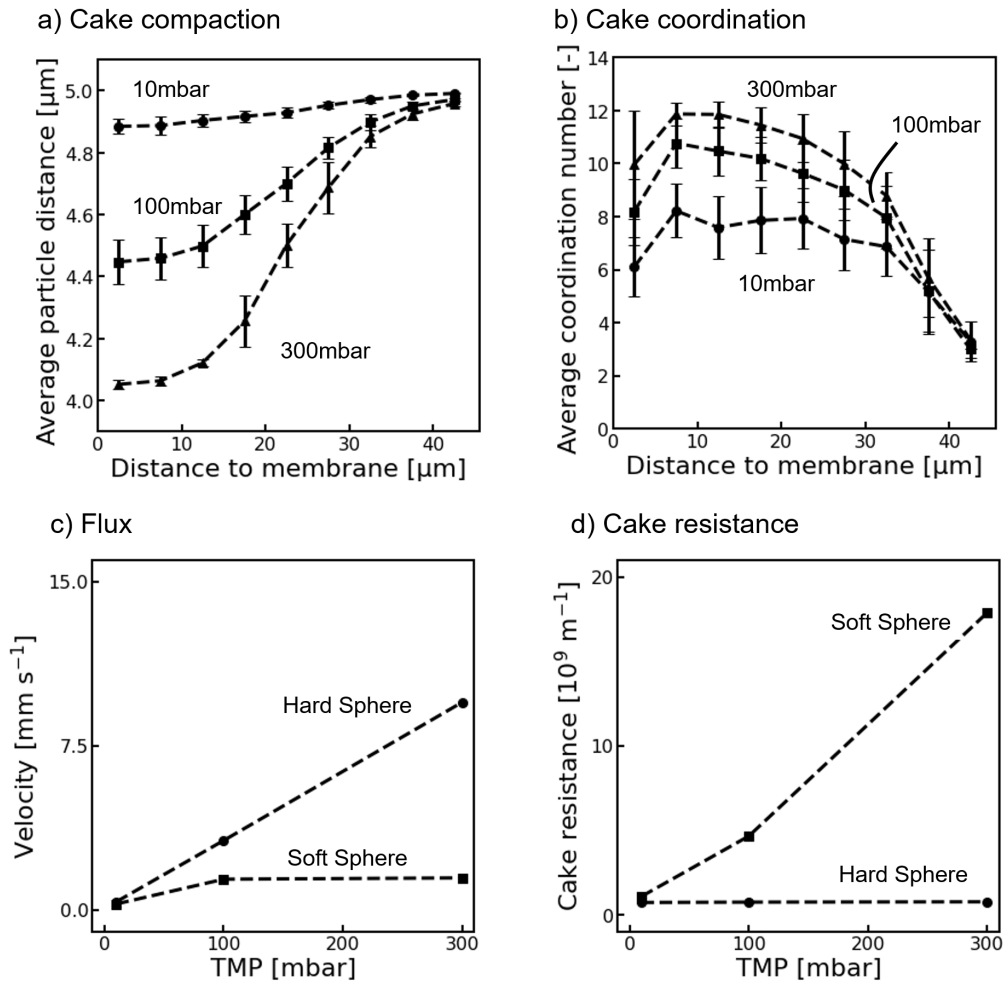 a) Cake compaction
Average particle distance [µm]
5.0
4.8
4.6
4.4
4.2
4.0
10mbar
100mbar
300mbar
0 10 20 30 40
Distance to membrane [µm]
b) Cake coordination
Average coordination number [-]
14
12
10
8
6
4
2
0
300mbar
100mbar
10mbar
0 10 20 30 40
Distance to membrane [µm]
c) Flux
Velocity [mm s⁻¹]
15.0
7.5
0.0
Hard Sphere
Soft Sphere
0 100 200 300
TMP [mbar]
d) Cake resistance
Cake resistance [10⁹ m⁻¹]
20
10
0
Soft Sphere
Hard Sphere
0 100 200 300
TMP [mbar]